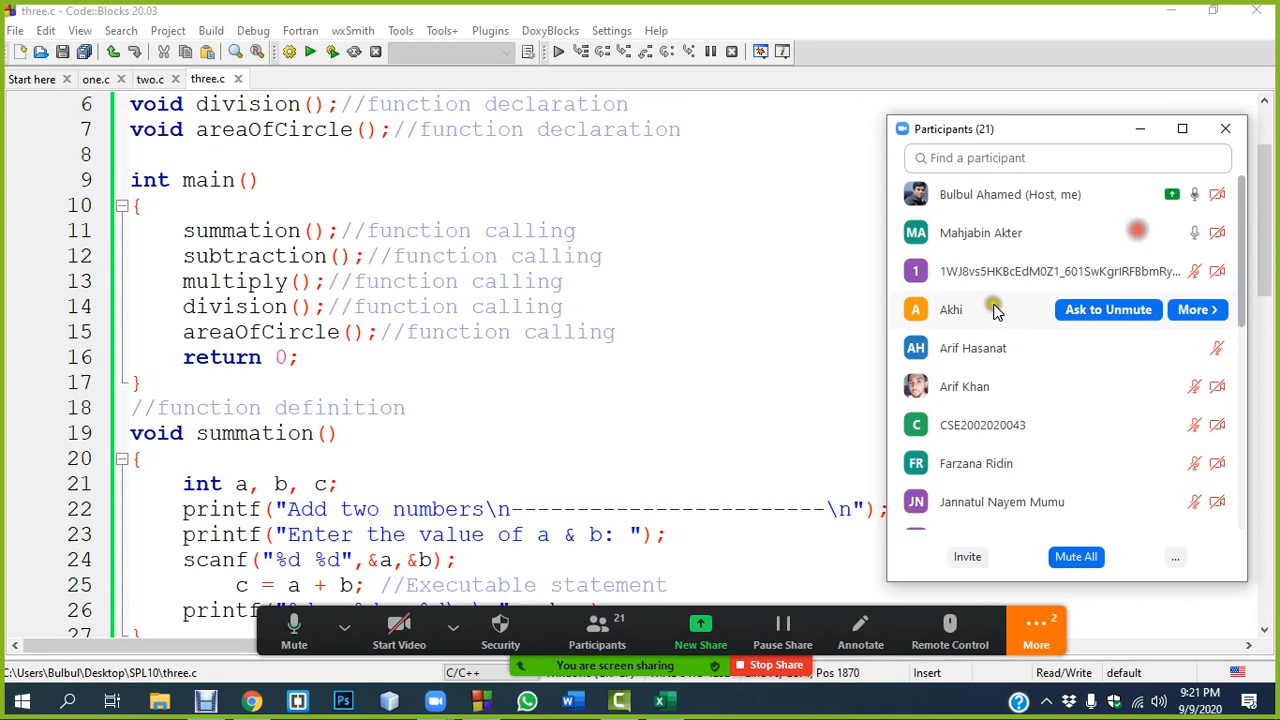 three.c - Code::Blocks 20.03
File Edit View Search Project Build Debug Fortran wxSmith Tools Tools+ Plugins DoxyBlocks Settings Help
Start here one.c two.c three.c
6 void division();//function declaration
7 void areaOfCircle();//function declaration
8
9 int main()
10 {
11 summation();//function calling
12 subtraction();//function calling
13 multiply();//function calling
14 division();//function calling
15 areaOfCircle();//function calling
16 return 0;
17 }
18 //function definition
19 void summation()
20 {
21 int a, b, c;
22 printf("Add two numbers\n------------------------\n");
23 printf("Enter the value of a & b: ");
24 scanf("%d %d",&a,&b);
25 c = a + b; //Executable statement
26
27 }
Participants (21)
Find a participant
Bulbul Ahamed (Host, me)
MA Mahjabin Akter
1 1WJ8vs5HKBcEdM0Z1_601SwKgrIRFBbmRy...
A Akhi Ask to Unmute More >
AH Arif Hasanat
Arif Khan
C CSE2002020043
FR Farzana Ridin
JN Jannatul Nayem Mumu
Invite Mute All ...
21 2
Mute Start Video Security Participants New Share Pause Share Annotate Remote Control More
You are screen sharing Stop Share
C:\Users\Bulbul\Desktop\SPL10\three.c C/C++ Pos 1870 Insert Read/Write default
9:21 PM
9/9/2020